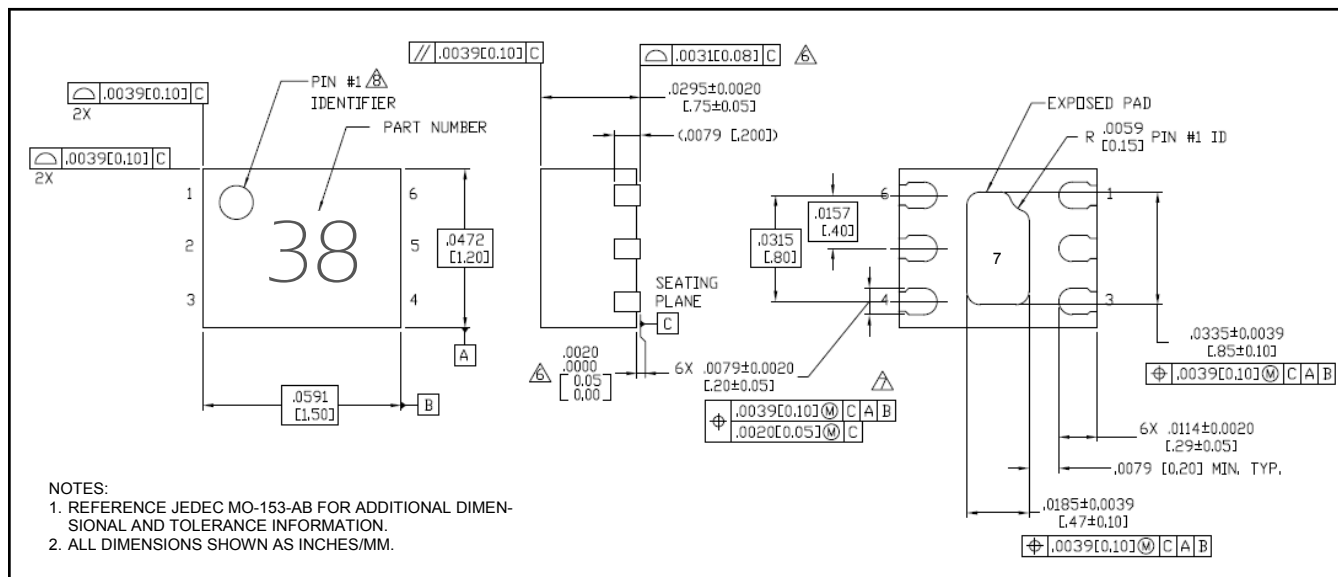 // .0039[0.10] C
.0031[0.08] C 6
.0039[0.10] C
2X
PIN #1 8
IDENTIFIER
PART NUMBER
.0039[0.10] C
2X
.0295±0.0020
[.75±0.05]
(.0079 [.200])
EXPOSED PAD
R .0059
[0.15] PIN #1 ID
1
2
3
38
6
5
4
.0472
[1.20]
A
.0591
[1.50]
B
SEATING
PLANE
C
6
.0020
.0000
[0.05
0.00]
6
4
.0315
[.80]
.0157
[.40]
7
1
3
6X .0079±0.0020
[.20±0.05]
7
.0039[0.10] M C A B
.0020[0.05] M C
.0335±0.0039
[.85±0.10]
.0039[0.10] M C A B
6X .0114±0.0020
[.29±0.05]
.0079 [0.20] MIN. TYP.
.0185±0.0039
[.47±0.10]
.0039[0.10] M C A B
NOTES:
1. REFERENCE JEDEC MO-153-AB FOR ADDITIONAL DIMEN-
SIONAL AND TOLERANCE INFORMATION.
2. ALL DIMENSIONS SHOWN AS INCHES/MM.